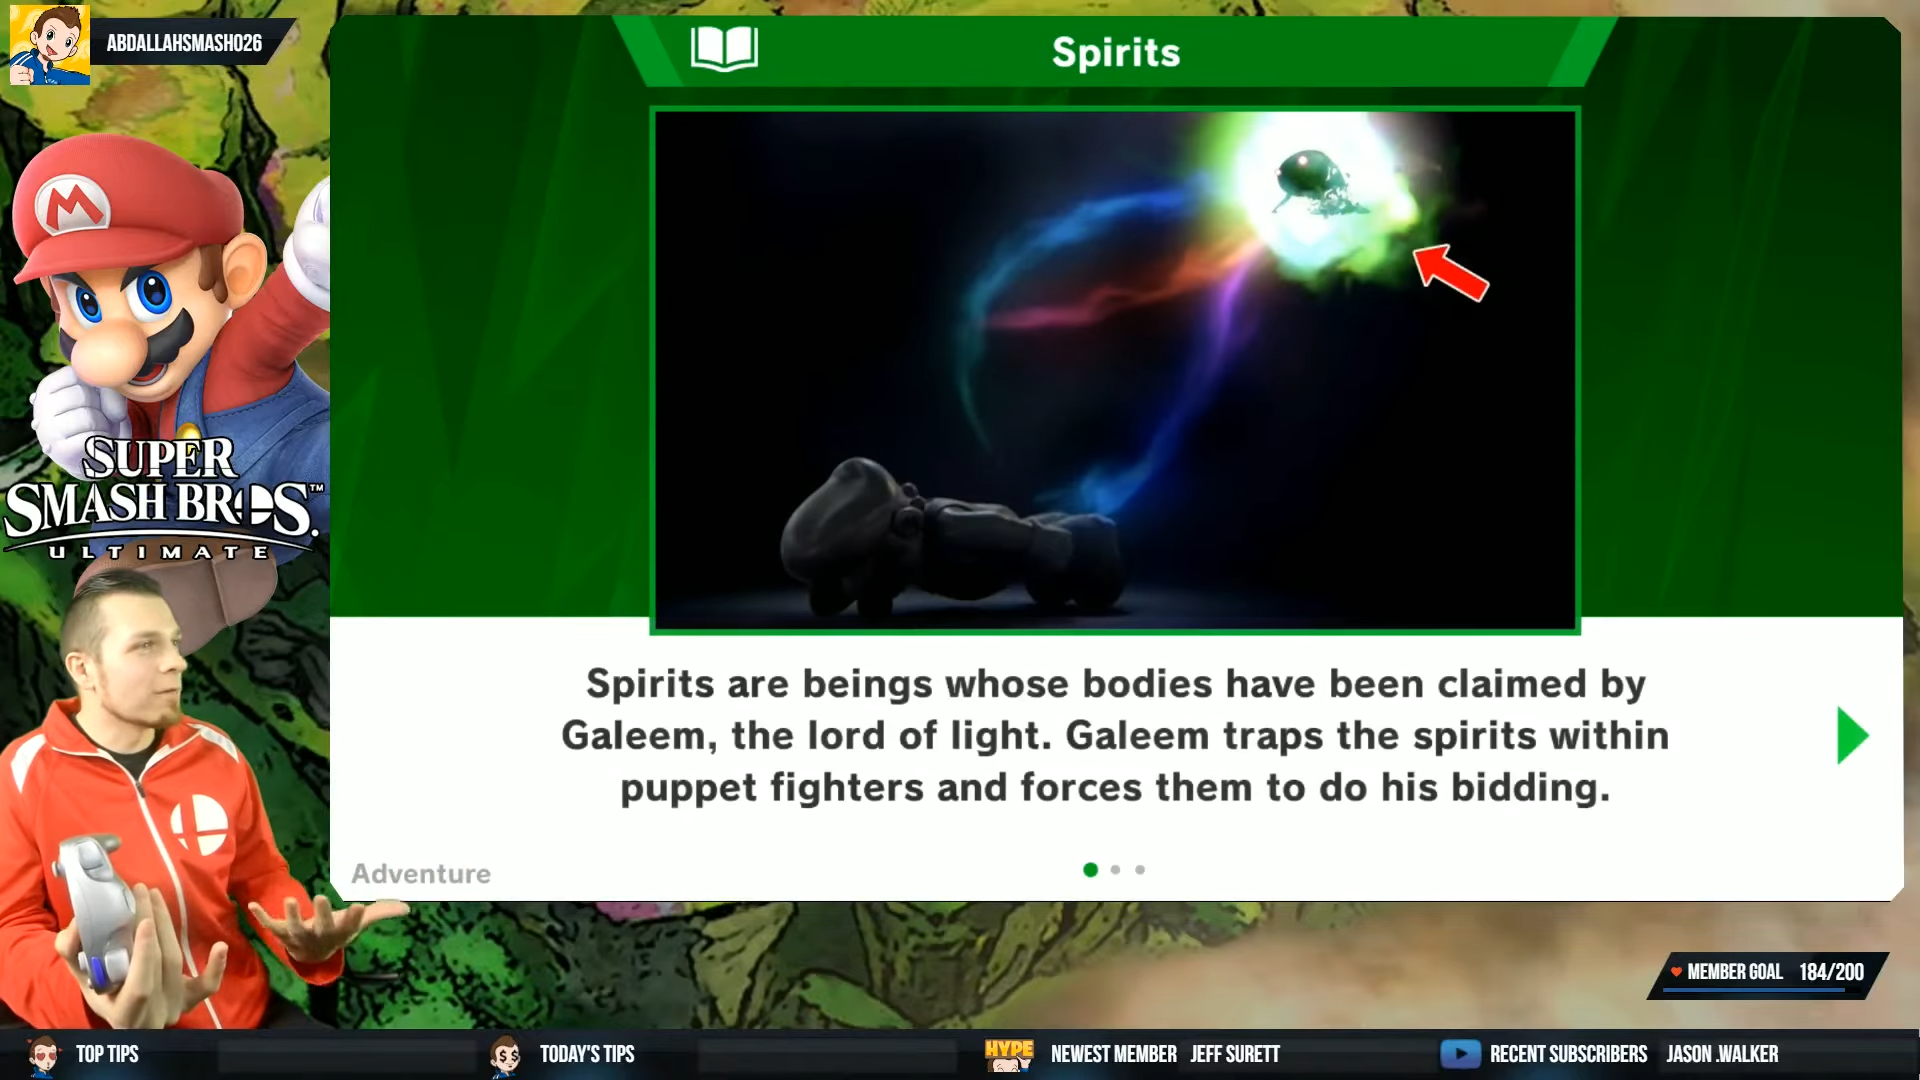 ABDALLAHSMASH026
Spirits
M
SUPER
SMASH BROS.™
ULTIMATE
Spirits are beings whose bodies have been claimed by
Galeem, the lord of light. Galeem traps the spirits within
puppet fighters and forces them to do his bidding.
Adventure
MEMBER GOAL 184/200
TOP TIPS
TODAY'S TIPS
HYPE
NEWEST MEMBER JEFF SURETT
RECENT SUBSCRIBERS JASON .WALKER